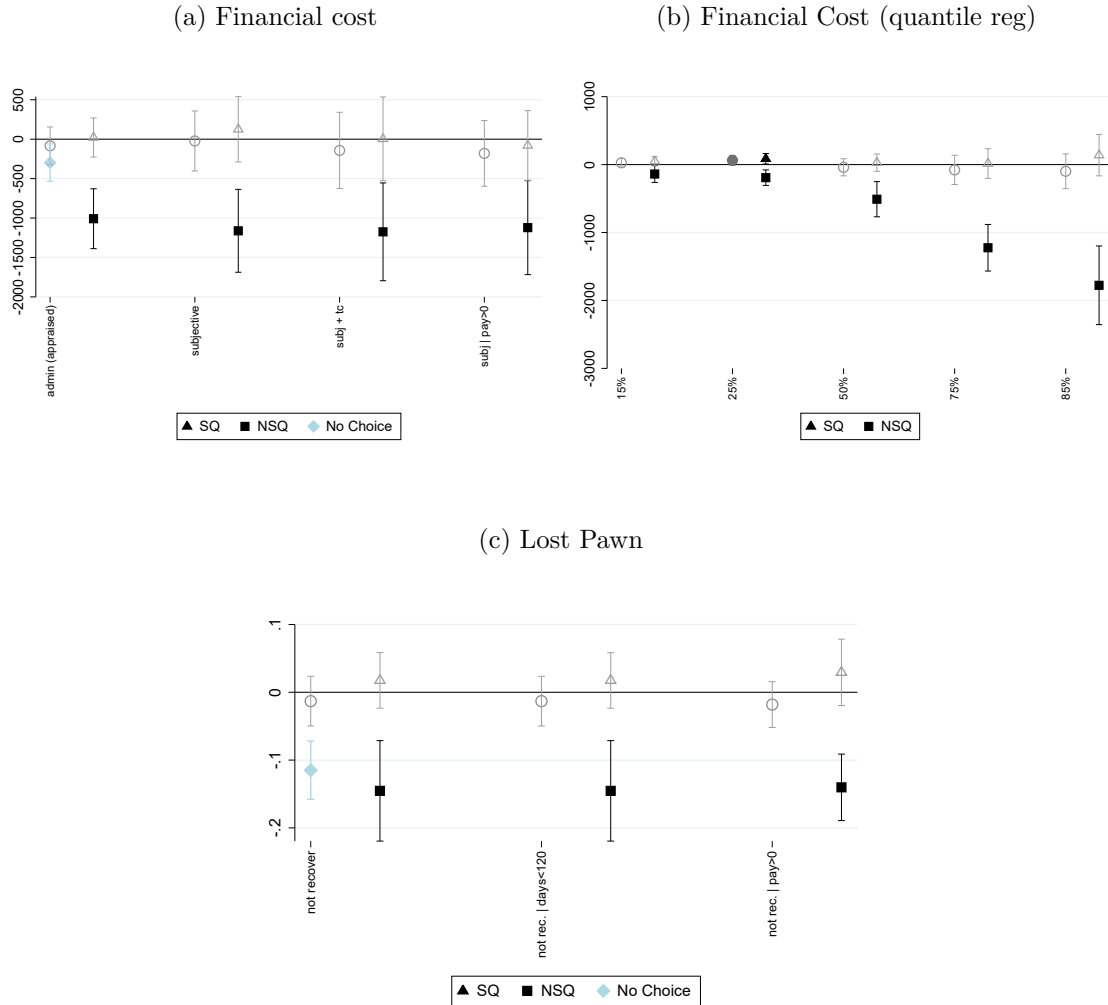 (a) Financial cost
500
0
-500
-1000
-1500
-2000
admin (appraised)
subjective
subj + tc
subj | pay>0
SQ NSQ No Choice
(b) Financial Cost (quantile reg)
1000
0
-1000
-2000
-3000
15%
25%
50%
75%
85%
SQ NSQ
(c) Lost Pawn
.1
0
-.1
-.2
not recover
not rec. | days<120
not rec. | pay>0
SQ NSQ No Choice